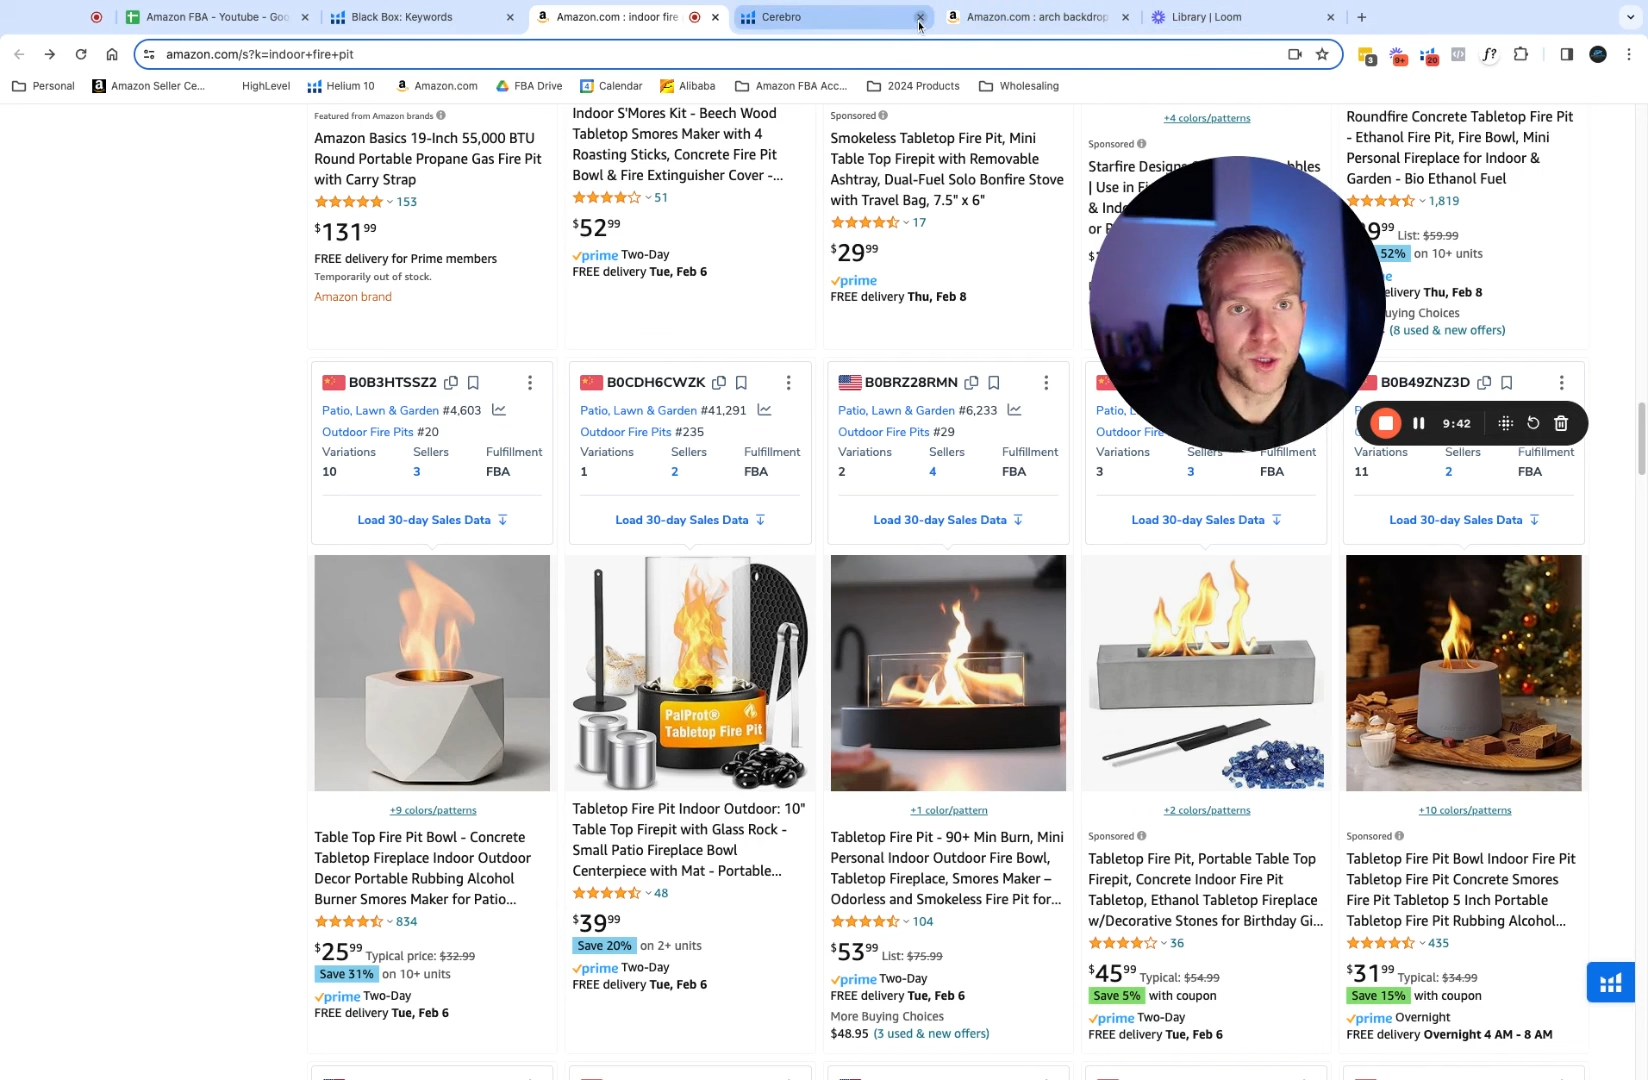 Amazon FBA - Youtube - Goo
Black Box: Keywords
Amazon.com : indoor fire
Cerebro
Amazon.com : arch backdrop
Library | Loom
amazon.com/s?k=indoor+fire+pit
3
9+
20
f?
Personal
Amazon Seller Ce...
HighLevel
Helium 10
Amazon.com
FBA Drive
Calendar
Alibaba
Amazon FBA Acc...
2024 Products
Wholesaling
Featured from Amazon brands
Amazon Basics 19-Inch 55,000 BTU
Round Portable Propane Gas Fire Pit
with Carry Strap
153
$131 99
FREE delivery for Prime members
Temporarily out of stock.
Amazon brand
Indoor S'Mores Kit - Beech Wood
Tabletop Smores Maker with 4
Roasting Sticks, Concrete Fire Pit
Bowl & Fire Extinguisher Cover -...
51
$52 99
prime Two-Day
FREE delivery Tue, Feb 6
Sponsored
Smokeless Tabletop Fire Pit, Mini
Table Top Firepit with Removable
Ashtray, Dual-Fuel Solo Bonfire Stove
with Travel Bag, 7.5" x 6"
17
$29 99
prime
FREE delivery Thu, Feb 8
+4 colors/patterns
Sponsored
Starfire Design
| Use in
or
$
Roundfire Concrete Tabletop Fire Pit
- Ethanol Fire Pit, Fire Bowl, Mini
Personal Fireplace for Indoor &
Garden - Bio Ethanol Fuel
1,819
99 List: $59.99
52% on 10+ units
Thu, Feb 8
(8 used & new offers)
9:42
B0B3HTSSZ2
Patio, Lawn & Garden #4,603
Outdoor Fire Pits #20
Variations Sellers Fulfillment
10 3 FBA
Load 30-day Sales Data
B0CDH6CWZK
Patio, Lawn & Garden #41,291
Outdoor Fire Pits #235
Variations Sellers Fulfillment
1 2 FBA
Load 30-day Sales Data
B0BRZ28RMN
Patio, Lawn & Garden #6,233
Outdoor Fire Pits #29
Variations Sellers Fulfillment
2 4 FBA
Load 30-day Sales Data
Outdoor Fire
Variations Sellers Fulfillment
3 3 FBA
Load 30-day Sales Data
B0B49ZNZ3D
Variations Sellers Fulfillment
11 2 FBA
Load 30-day Sales Data
PalProt®
Tabletop Fire Pit
+9 colors/patterns
Table Top Fire Pit Bowl - Concrete
Tabletop Fireplace Indoor Outdoor
Decor Portable Rubbing Alcohol
Burner Smores Maker for Patio...
834
$25 99 Typical price: $32.99
Save 31% on 10+ units
prime Two-Day
FREE delivery Tue, Feb 6
Tabletop Fire Pit Indoor Outdoor: 10"
Table Top Firepit with Glass Rock -
Small Patio Fireplace Bowl
Centerpiece with Mat - Portable...
48
$39 99
Save 20% on 2+ units
prime Two-Day
FREE delivery Tue, Feb 6
+1 color/pattern
Tabletop Fire Pit - 90+ Min Burn, Mini
Personal Indoor Outdoor Fire Bowl,
Tabletop Fireplace, Smores Maker –
Odorless and Smokeless Fire Pit for...
104
$53 99 List: $75.99
prime Two-Day
FREE delivery Tue, Feb 6
More Buying Choices
$48.95 (3 used & new offers)
+2 colors/patterns
Sponsored
Tabletop Fire Pit, Portable Table Top
Firepit, Concrete Indoor Fire Pit
Tabletop, Ethanol Tabletop Fireplace
w/Decorative Stones for Birthday Gi...
36
$45 99 Typical: $54.99
Save 5% with coupon
prime Two-Day
FREE delivery Tue, Feb 6
+10 colors/patterns
Sponsored
Tabletop Fire Pit Bowl Indoor Fire Pit
Tabletop Fire Pit Concrete Smores
Fire Pit Tabletop 5 Inch Portable
Tabletop Fire Pit Rubbing Alcohol...
435
$31 99 Typical: $34.99
Save 15% with coupon
prime Overnight
FREE delivery Overnight 4 AM - 8 AM